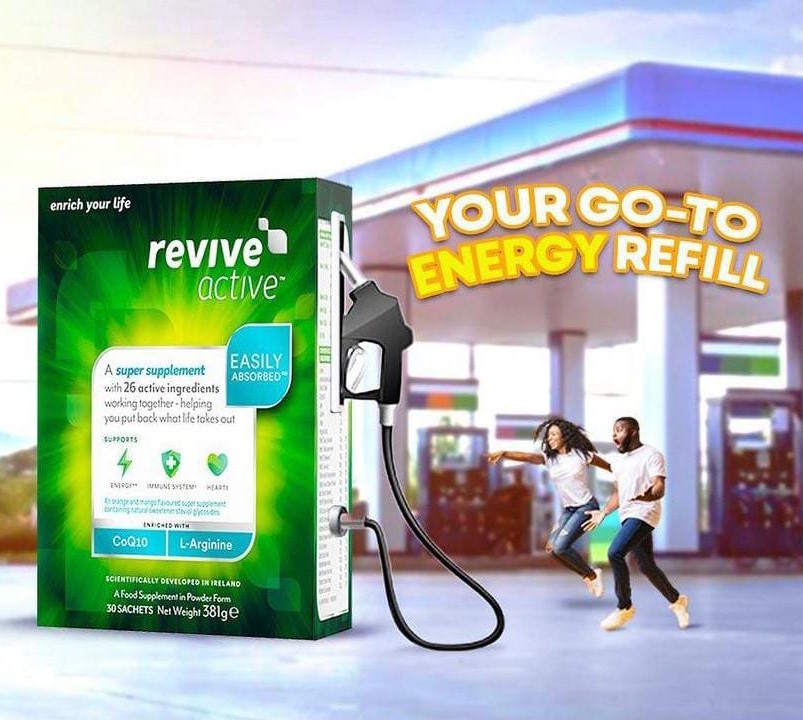 enrich your life
revive
active™
A super supplement
with 26 active ingredients
working together - helping
you put back what life takes out
EASILY
ABSORBED
SUPPORTS
ENERGY
IMMUNE SYSTEM
HEART
An orange and mango flavoured super supplement
containing natural sweetener steviol glycosides.
ENRICHED WITH
CoQ10
L-Arginine
SCIENTIFICALLY DEVELOPED IN IRELAND
A Food Supplement in Powder Form
30 SACHETS Net Weight 381g e
YOUR GO-TO
ENERGY REFILL